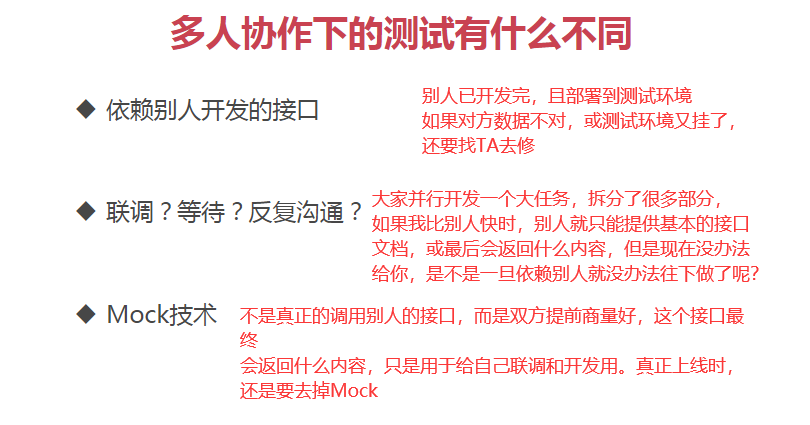 多人协作下的测试有什么不同
◆ 依赖别人开发的接口
别人已开发完，且部署到测试环境
如果对方数据不对，或测试环境又挂了，
还要找TA去修
◆ 联调？等待？反复沟通？
大家并行开发一个大任务，拆分了很多部分，
如果我比别人快时，别人就只能提供基本的接口
文档，或最后会返回什么内容，但是现在没办法
给你，是不是一旦依赖别人就没办法往下做了呢？
◆ Mock技术
不是真正的调用别人的接口，而是双方提前商量好，这个接口最
终
会返回什么内容，只是用于给自己联调和开发用。真正上线时，
还是要去掉Mock